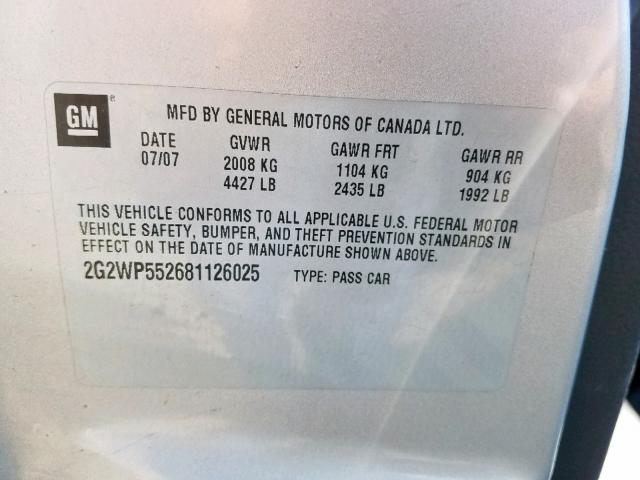 GM®
MFD BY GENERAL MOTORS OF CANADA LTD.
DATE GVWR GAWR FRT GAWR RR
07/07 2008 KG 1104 KG 904 KG
4427 LB 2435 LB 1992 LB
THIS VEHICLE CONFORMS TO ALL APPLICABLE U.S. FEDERAL MOTOR
VEHICLE SAFETY, BUMPER, AND THEFT PREVENTION STANDARDS IN
EFFECT ON THE DATE OF MANUFACTURE SHOWN ABOVE.
2G2WP552681126025 TYPE: PASS CAR